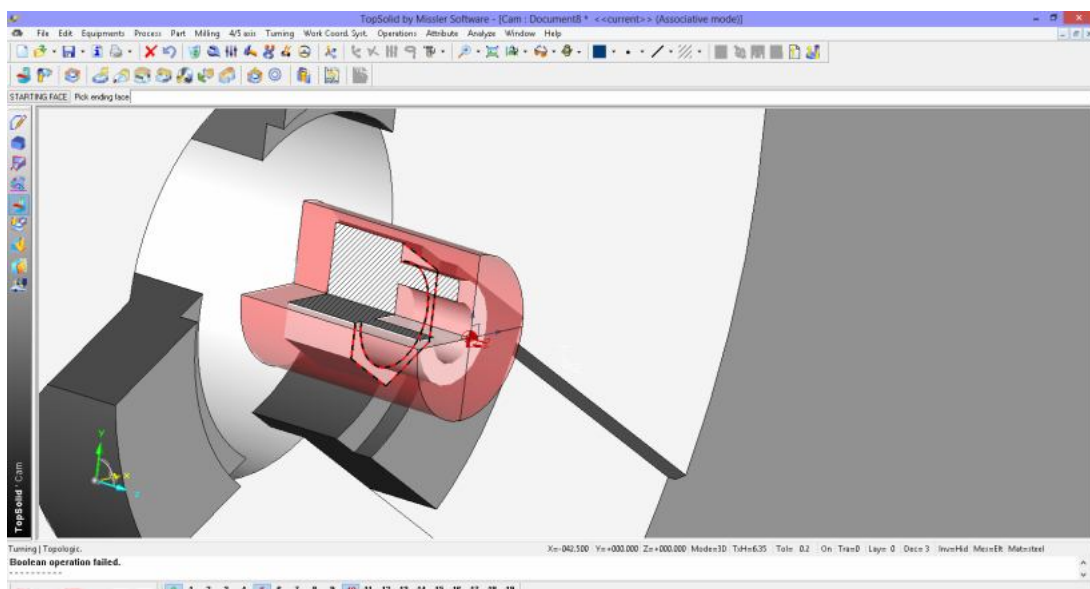 TopSolid by Missler Software - [Cam : Document8 * <<current>> (Associative mode)]
File Edit Equipments Process Part Milling 4/5 axis Turning Work Coord. Syst. Operations Attribute Analyze Window Help
STARTING FACE Pick ending face
Y
X
Z
TopSolid'Cam
Turning | Topologic. X=-042.500 Y=+000.000 Z=+000.000 Mode=3D TxH=6.35 Tol= 0.2 On Tra=0 Lay= 0 Dec= 3 Inv=Hid Mes=Elt Mat=steel
Boolean operation failed.
----------